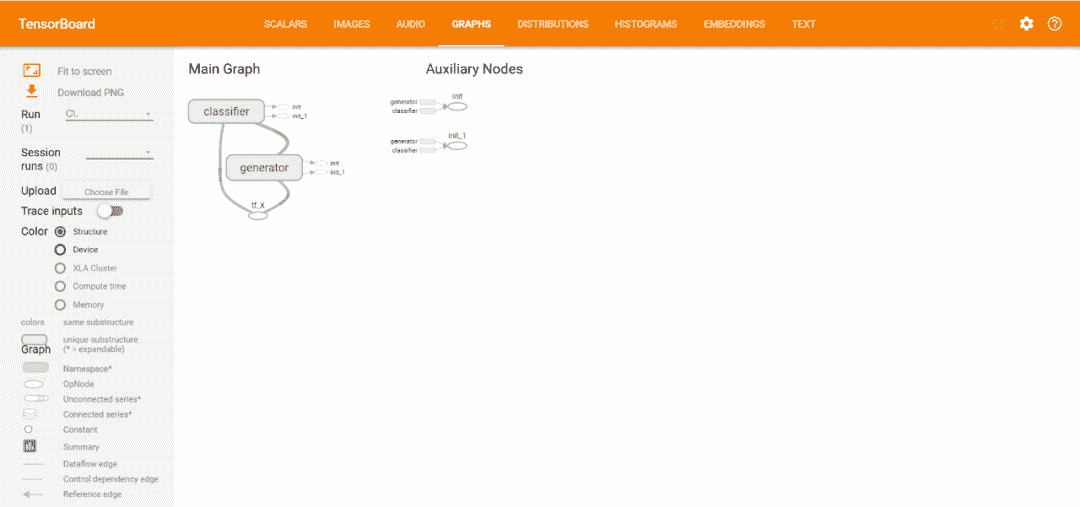 TensorBoard
SCALARS IMAGES AUDIO GRAPHS DISTRIBUTIONS HISTOGRAMS EMBEDDINGS TEXT
Fit to screen
Download PNG
Run
(1)
C:\.
Session
runs (0)
Upload Choose File
Trace inputs
Color Structure
Device
XLA Cluster
Compute time
Memory
colors same substructure
unique substructure
Graph (* = expandable)
Namespace*
OpNode
Unconnected series*
Connected series*
Constant
Summary
Dataflow edge
Control dependency edge
Reference edge
Main Graph
classifier
init
init_1
generator
init
init_1
tf_x
Auxiliary Nodes
init
generator
classifier
init_1
generator
classifier